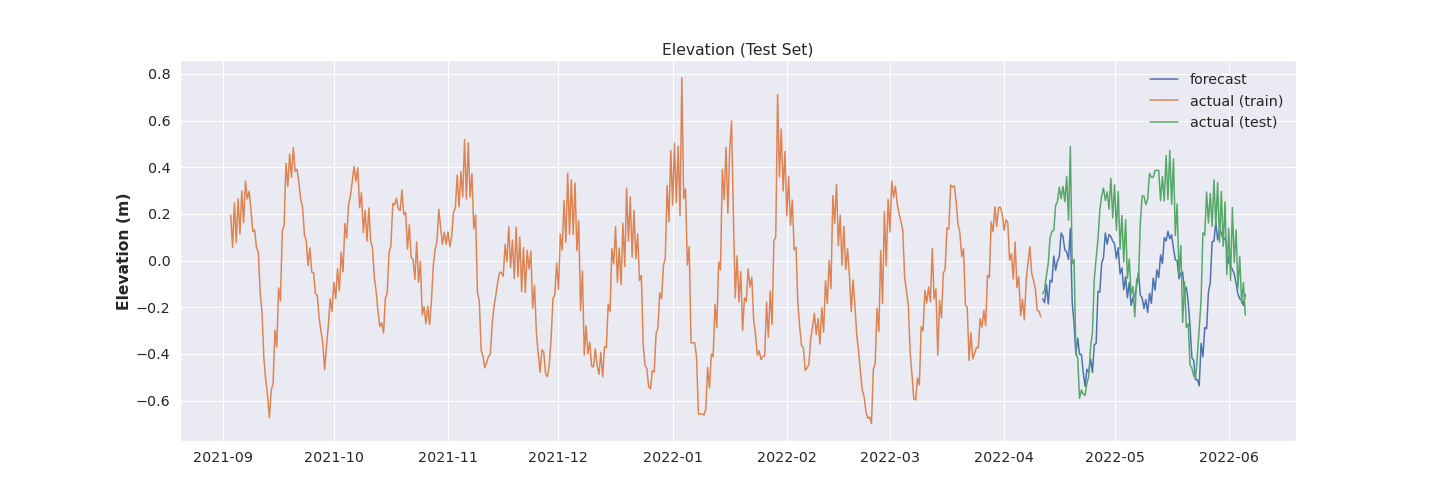 Elevation (Test Set)
forecast
actual (train)
actual (test)
Elevation (m)
0.8
0.6
0.4
0.2
0.0
−0.2
−0.4
−0.6
2021-09 2021-10 2021-11 2021-12 2022-01 2022-02 2022-03 2022-04 2022-05 2022-06